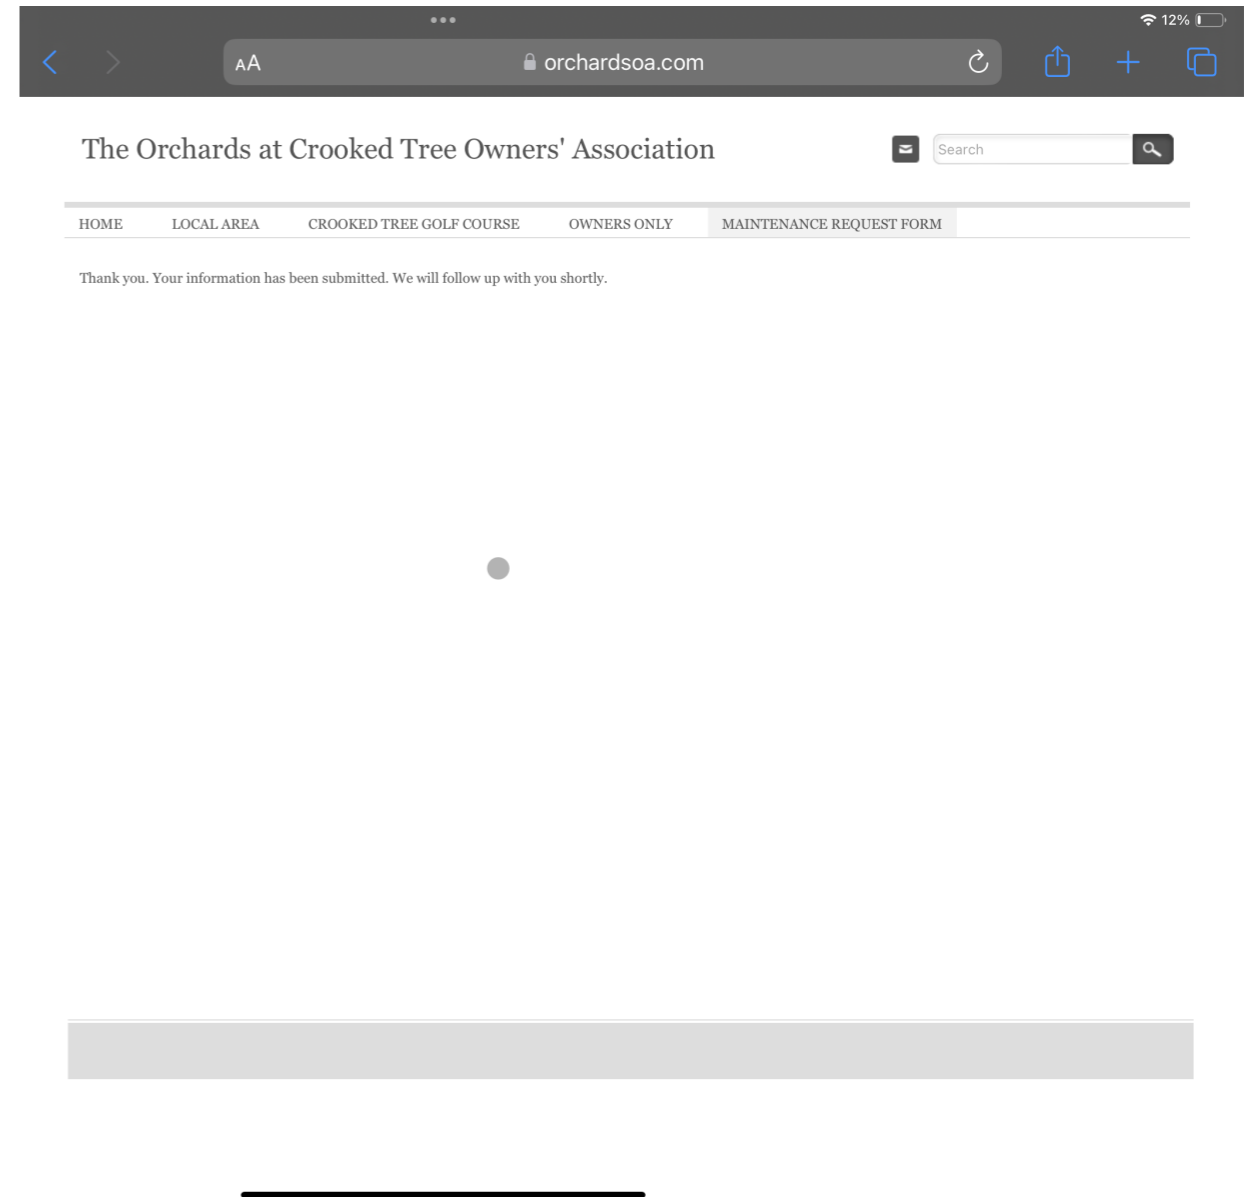 12%
AA
orchardsoa.com
The Orchards at Crooked Tree Owners' Association
Search
HOME LOCAL AREA CROOKED TREE GOLF COURSE OWNERS ONLY MAINTENANCE REQUEST FORM
Thank you. Your information has been submitted. We will follow up with you shortly.